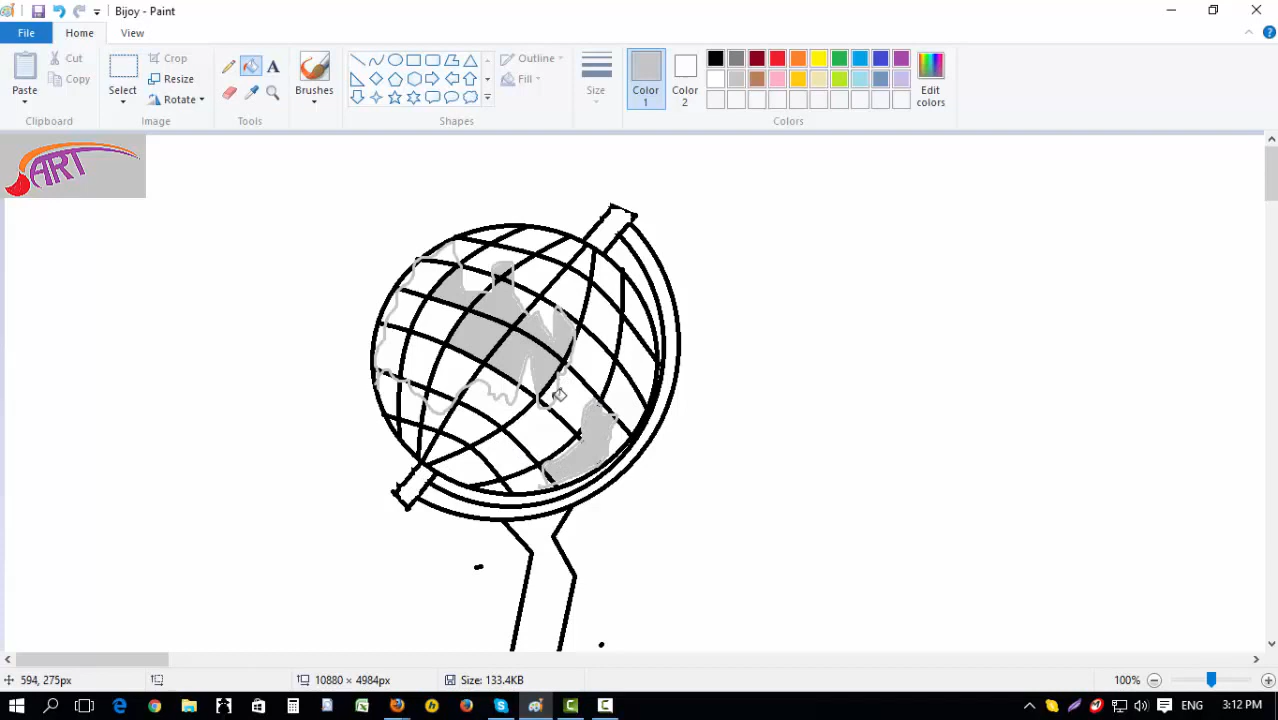 Bijoy - Paint
File
Home
View
Paste
Cut
Copy
Clipboard
Select
Crop
Resize
Rotate
Image
A
Tools
Brushes
Shapes
Outline
Fill
Size
Color 1
Color 2
Colors
Edit colors
ART
594, 275px
10880 × 4984px
Size: 133.4KB
100%
ENG
3:12 PM